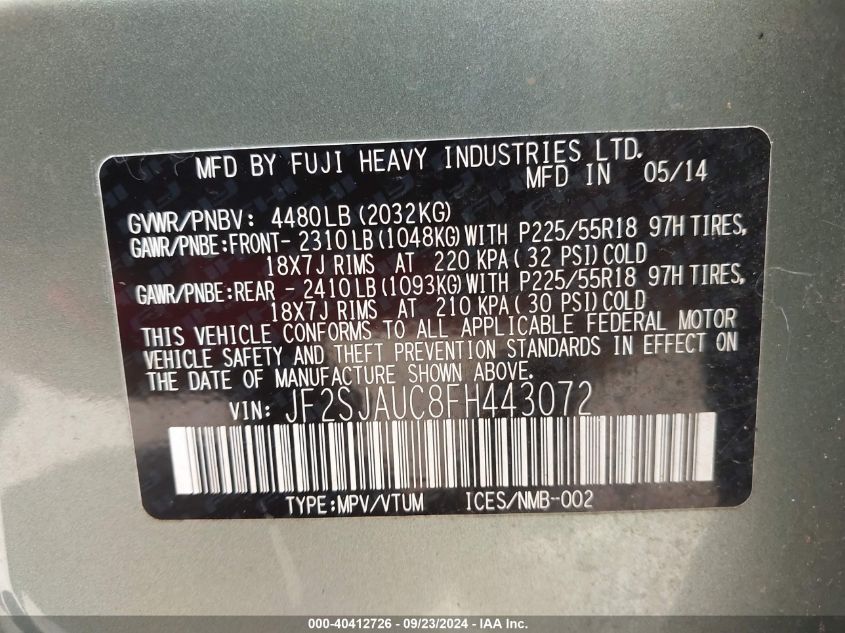 MFD BY FUJI HEAVY INDUSTRIES LTD.
MFD IN 05/14
GVWR/PNBV: 4480LB (2032KG)
GAWR/PNBE:FRONT- 2310LB (1048KG) WITH P225/55R18 97H TIRES,
18X7J RIMS AT 220 KPA( 32 PSI) COLD
GAWR/PNBE:REAR - 2410LB (1093KG) WITH P225/55R18 97H TIRES,
18X7J RIMS AT 210 KPA( 30 PSI) COLD
THIS VEHICLE CONFORMS TO ALL APPLICABLE FEDERAL MOTOR
VEHICLE SAFETY AND THEFT PREVENTION STANDARDS IN EFFECT ON
THE DATE OF MANUFACTURE SHOWN ABOVE.
VIN: JF2SJAUC8FH443072
TYPE:MPV/VTUM ICES/NMB-002
000-40412726 - 09/23/2024 - IAA Inc.